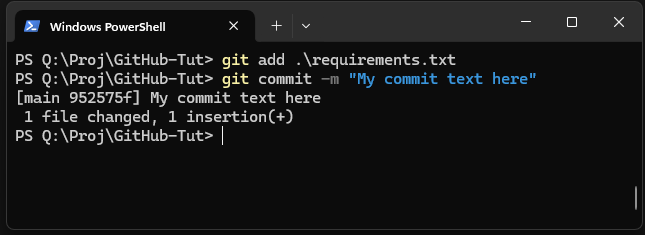 Windows PowerShell
PS Q:\Proj\GitHub-Tut> git add .\requirements.txt
PS Q:\Proj\GitHub-Tut> git commit -m "My commit text here"
[main 952575f] My commit text here
 1 file changed, 1 insertion(+)
PS Q:\Proj\GitHub-Tut>